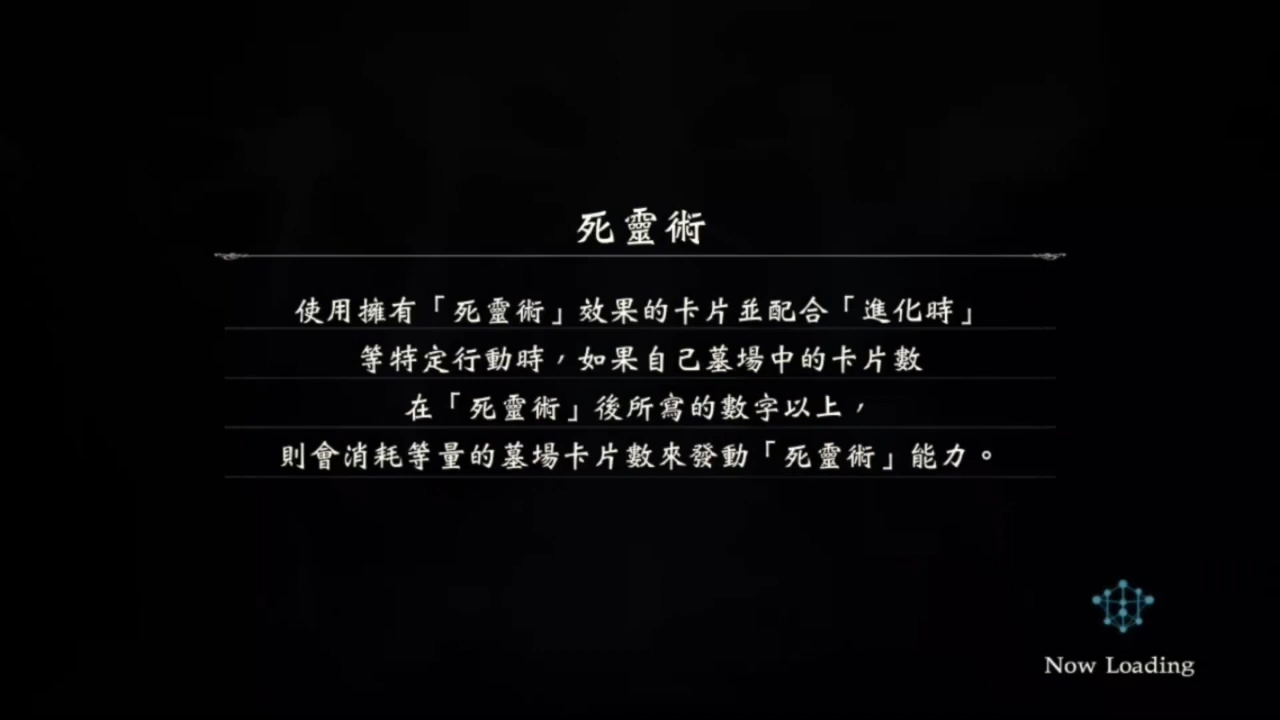 死靈術
使用擁有「死靈術」效果的卡片並配合「進化時」
等特定行動時，如果自己墓場中的卡片數
在「死靈術」後所寫的數字以上，
則會消耗等量的墓場卡片數來發動「死靈術」能力。
Now Loading